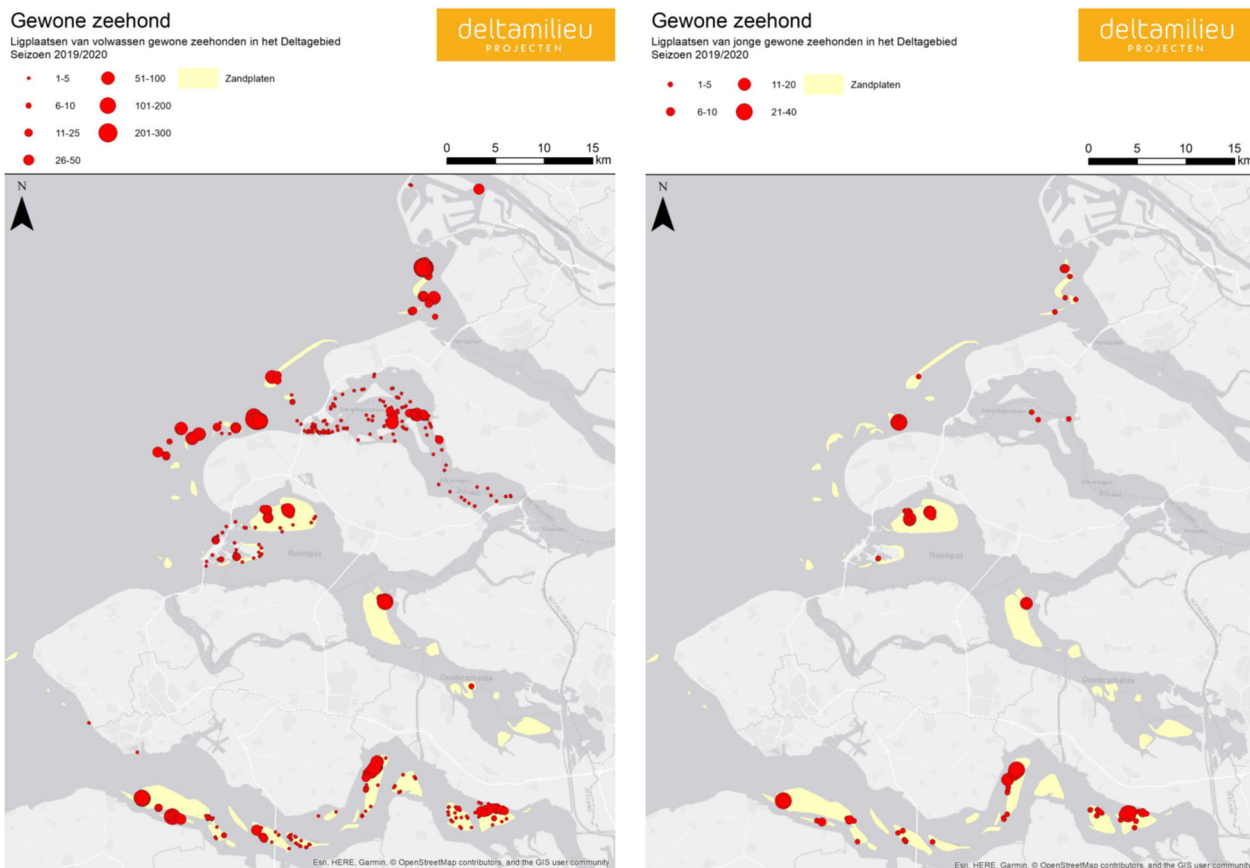 Gewone zeehond
Ligplaatsen van volwassen gewone zeehonden in het Deltagebied
Seizoen 2019/2020
deltamilieu
PROJECTEN
1-5
51-100
Zandplaten
6-10
101-200
11-25
201-300
26-50
0 5 10 15
km
N
Roompot
Oosterschelde
Esri, HERE, Garmin, © OpenStreetMap contributors, and the GIS user community
Gewone zeehond
Ligplaatsen van jonge gewone zeehonden in het Deltagebied
Seizoen 2019/2020
deltamilieu
PROJECTEN
1-5
11-20
Zandplaten
6-10
21-40
0 5 10 15
km
N
Roompot
Oosterschelde
Esri, HERE, Garmin, © OpenStreetMap contributors, and the GIS user community